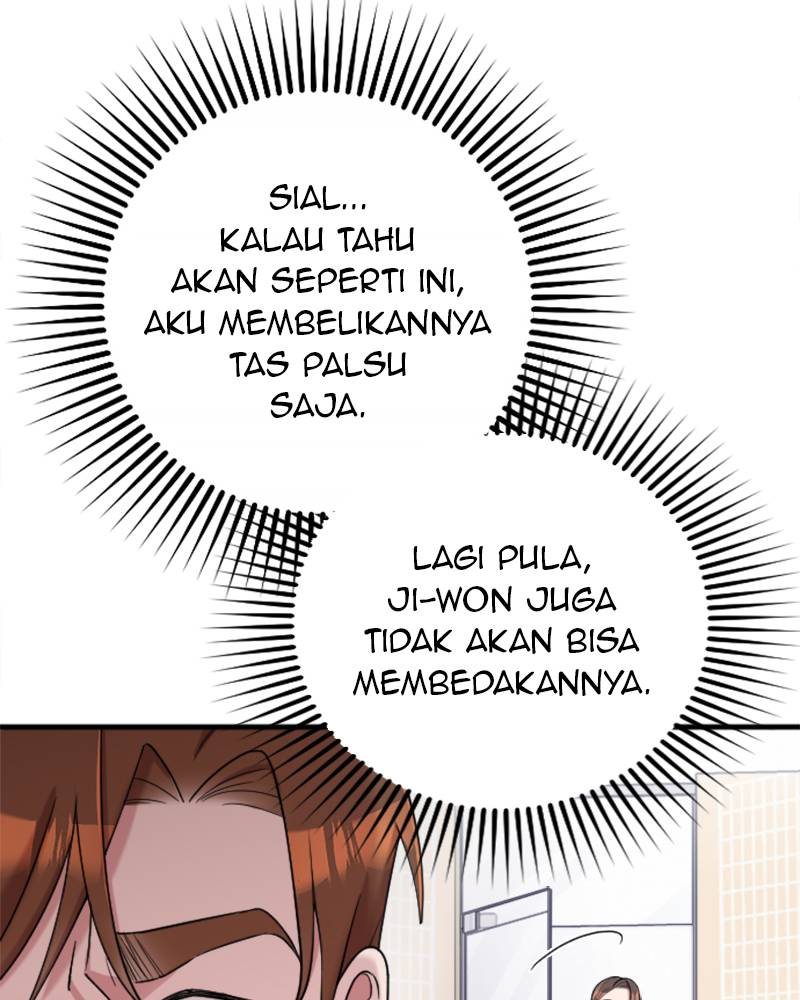 SIAL...
KALAU TAHU
AKAN SEPERTI INI,
AKU MEMBELIKANNYA
TAS PALSU
SAJA.
LAGI PULA,
JI-WON JUGA
TIDAK AKAN BISA
MEMBEDAKANNYA.